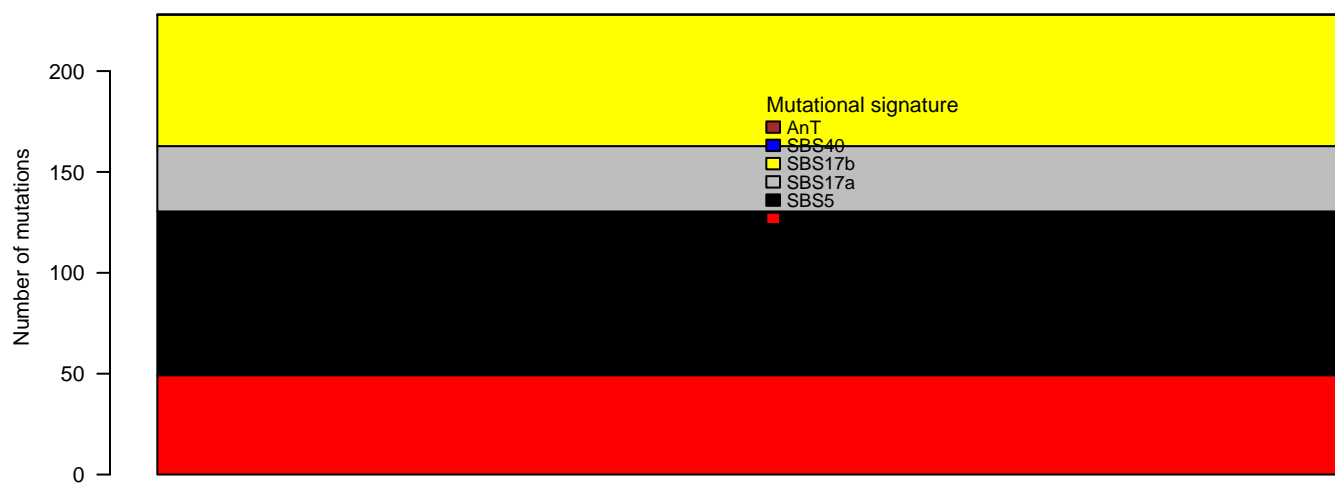 Number of mutations
200
150
100
50
0
Mutational signature
AnT
SBS40
SBS17b
SBS17a
SBS5